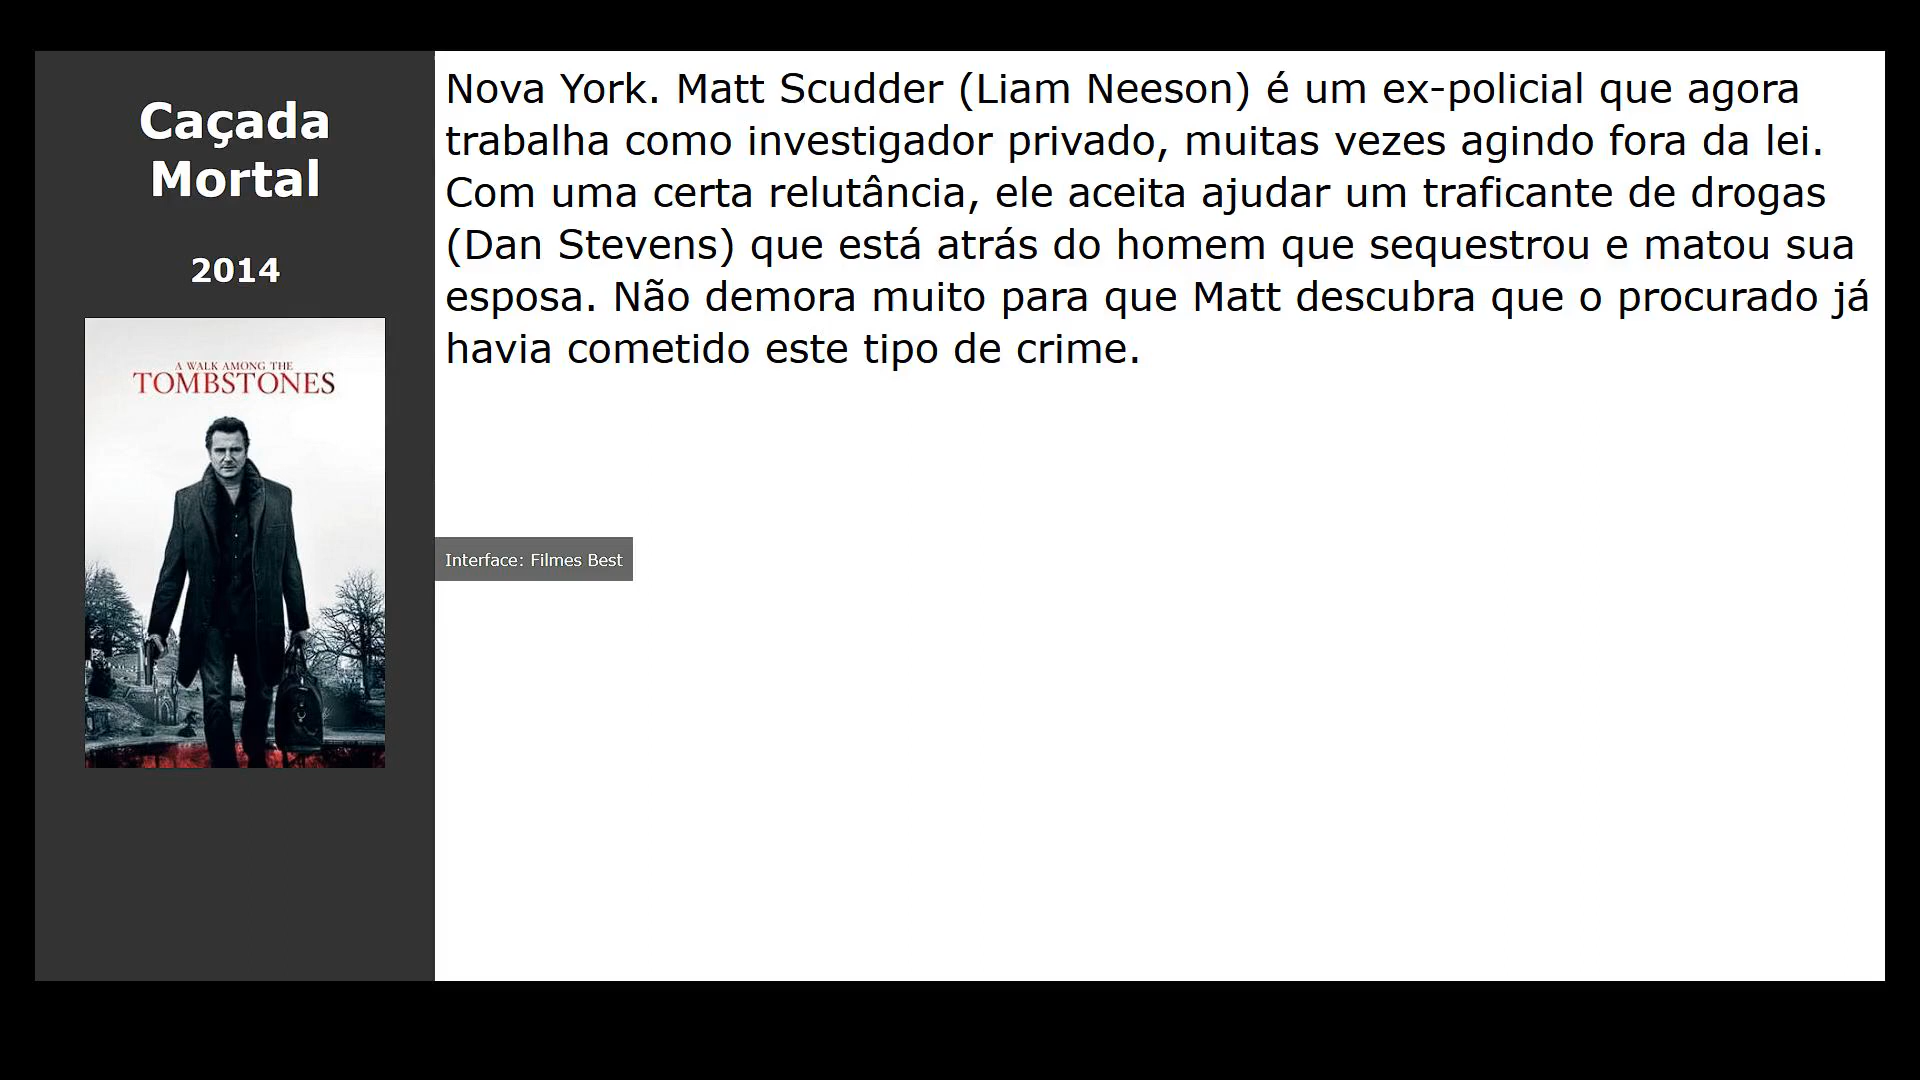 Caçada
Mortal
2014
A WALK AMONG THE
TOMBSTONES
Nova York. Matt Scudder (Liam Neeson) é um ex-policial que agora
trabalha como investigador privado, muitas vezes agindo fora da lei.
Com uma certa relutância, ele aceita ajudar um traficante de drogas
(Dan Stevens) que está atrás do homem que sequestrou e matou sua
esposa. Não demora muito para que Matt descubra que o procurado já
havia cometido este tipo de crime.
Interface: Filmes Best